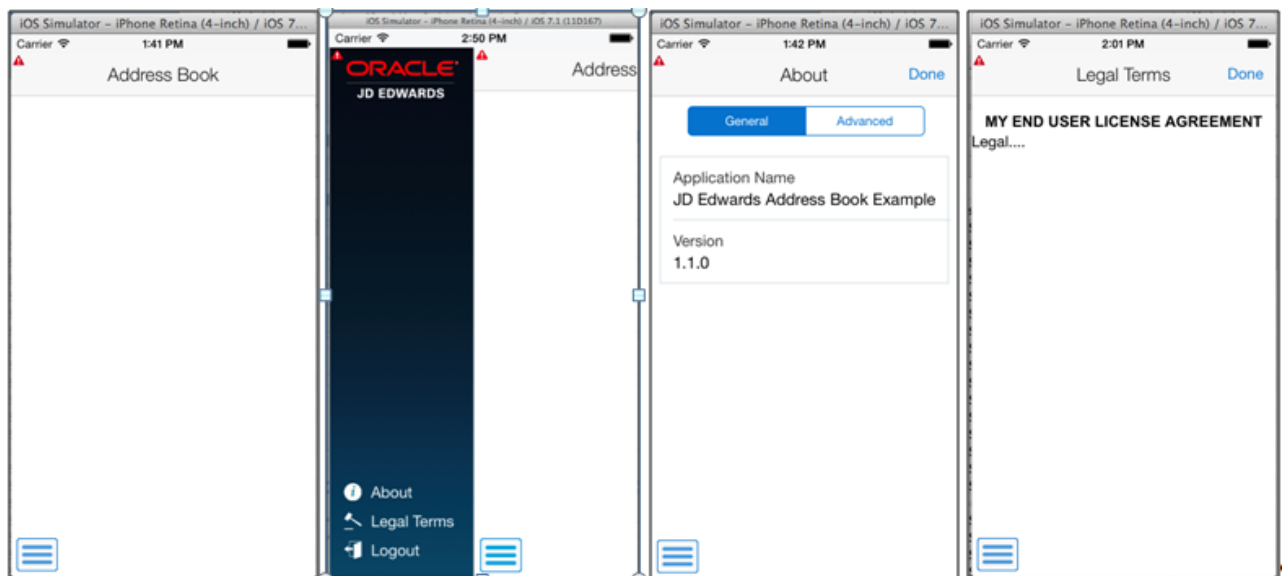 iOS Simulator – iPhone Retina (4-inch) / iOS 7...
Carrier
1:41 PM
Address Book
iOS Simulator – iPhone Retina (4-inch) / iOS 7.1 (11D167)
Carrier
2:50 PM
ORACLE
JD EDWARDS
Address
About
Legal Terms
Logout
iOS Simulator – iPhone Retina (4-inch) / iOS 7...
Carrier
1:42 PM
About
Done
General
Advanced
Application Name
JD Edwards Address Book Example
Version
1.1.0
iOS Simulator – iPhone Retina (4-inch) / iOS 7...
Carrier
2:01 PM
Legal Terms
Done
MY END USER LICENSE AGREEMENT
Legal....